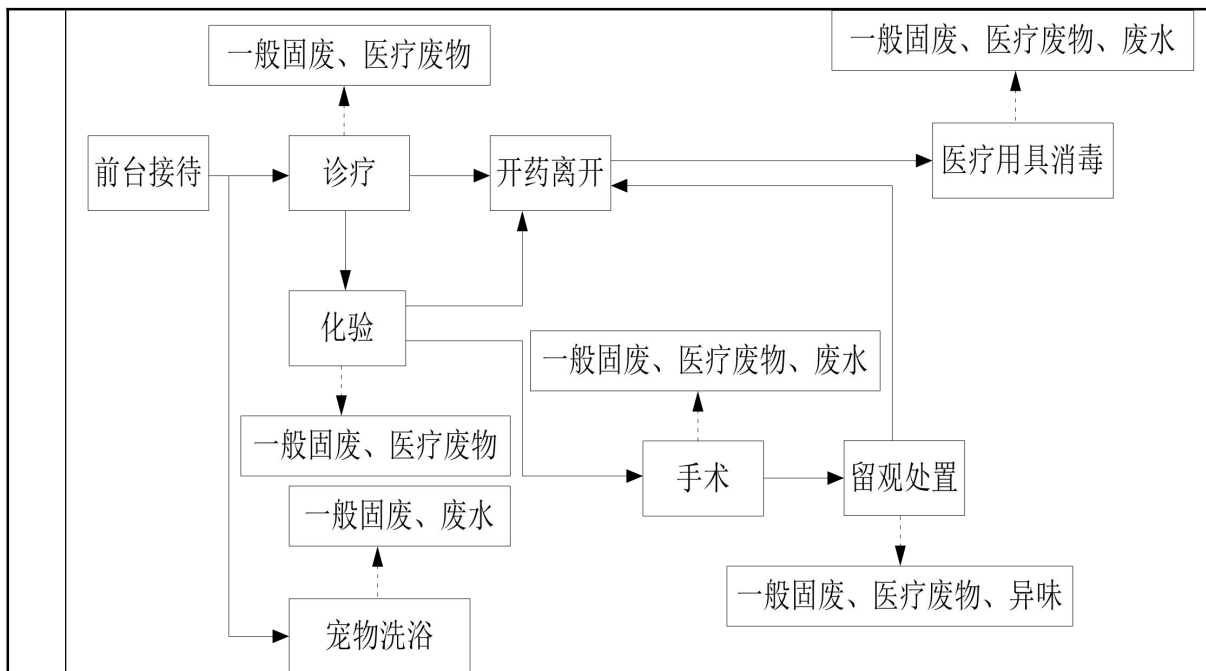 一般固废、医疗废物
一般固废、医疗废物、废水
前台接待
诊疗
开药离开
医疗用具消毒
化验
一般固废、医疗废物、废水
一般固废、医疗废物
手术
留观处置
一般固废、废水
一般固废、医疗废物、异味
宠物洗浴